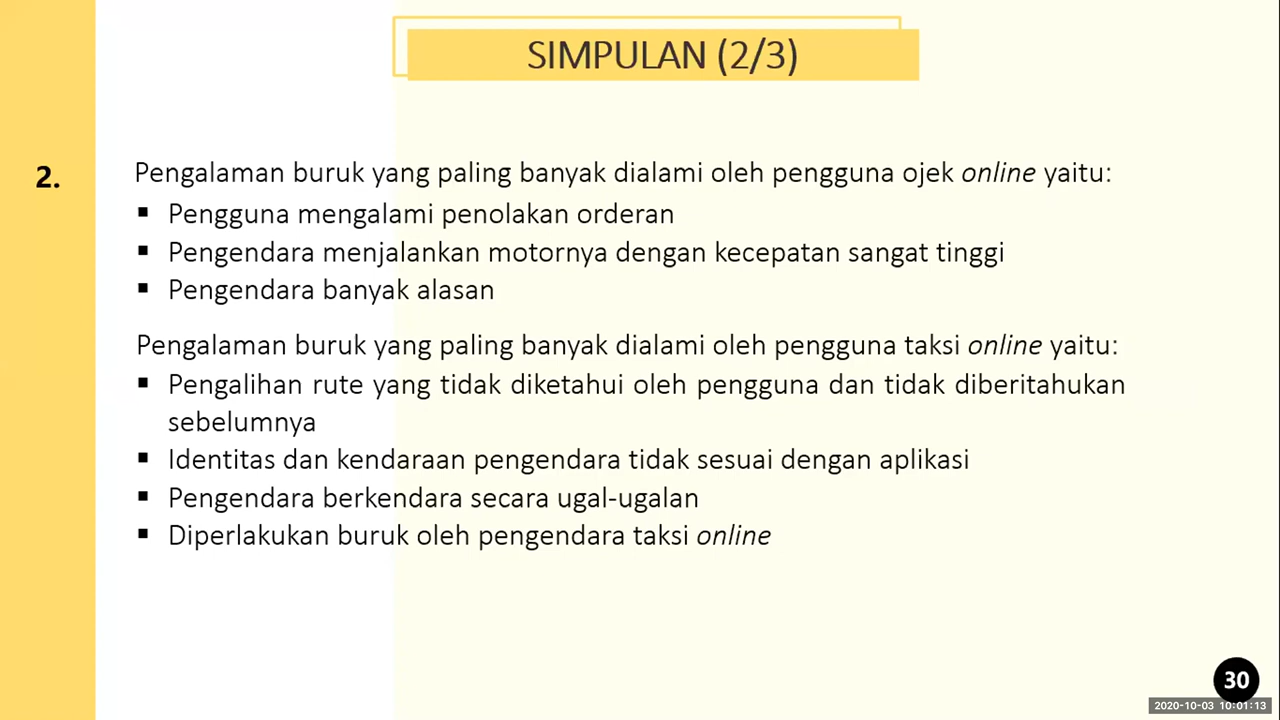 SIMPULAN (2/3)
2.
Pengalaman buruk yang paling banyak dialami oleh pengguna ojek online yaitu:
▪ Pengguna mengalami penolakan orderan
▪ Pengendara menjalankan motornya dengan kecepatan sangat tinggi
▪ Pengendara banyak alasan
Pengalaman buruk yang paling banyak dialami oleh pengguna taksi online yaitu:
▪ Pengalihan rute yang tidak diketahui oleh pengguna dan tidak diberitahukan
sebelumnya
▪ Identitas dan kendaraan pengendara tidak sesuai dengan aplikasi
▪ Pengendara berkendara secara ugal-ugalan
▪ Diperlakukan buruk oleh pengendara taksi online
30
2020-10-03 10:01:13